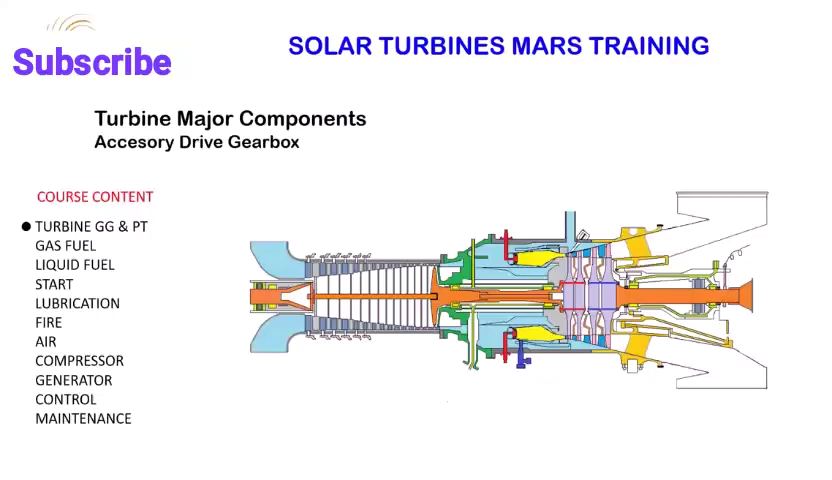 Subscribe
SOLAR TURBINES MARS TRAINING
Turbine Major Components
Accesory Drive Gearbox
COURSE CONTENT
● TURBINE GG & PT
GAS FUEL
LIQUID FUEL
START
LUBRICATION
FIRE
AIR
COMPRESSOR
GENERATOR
CONTROL
MAINTENANCE